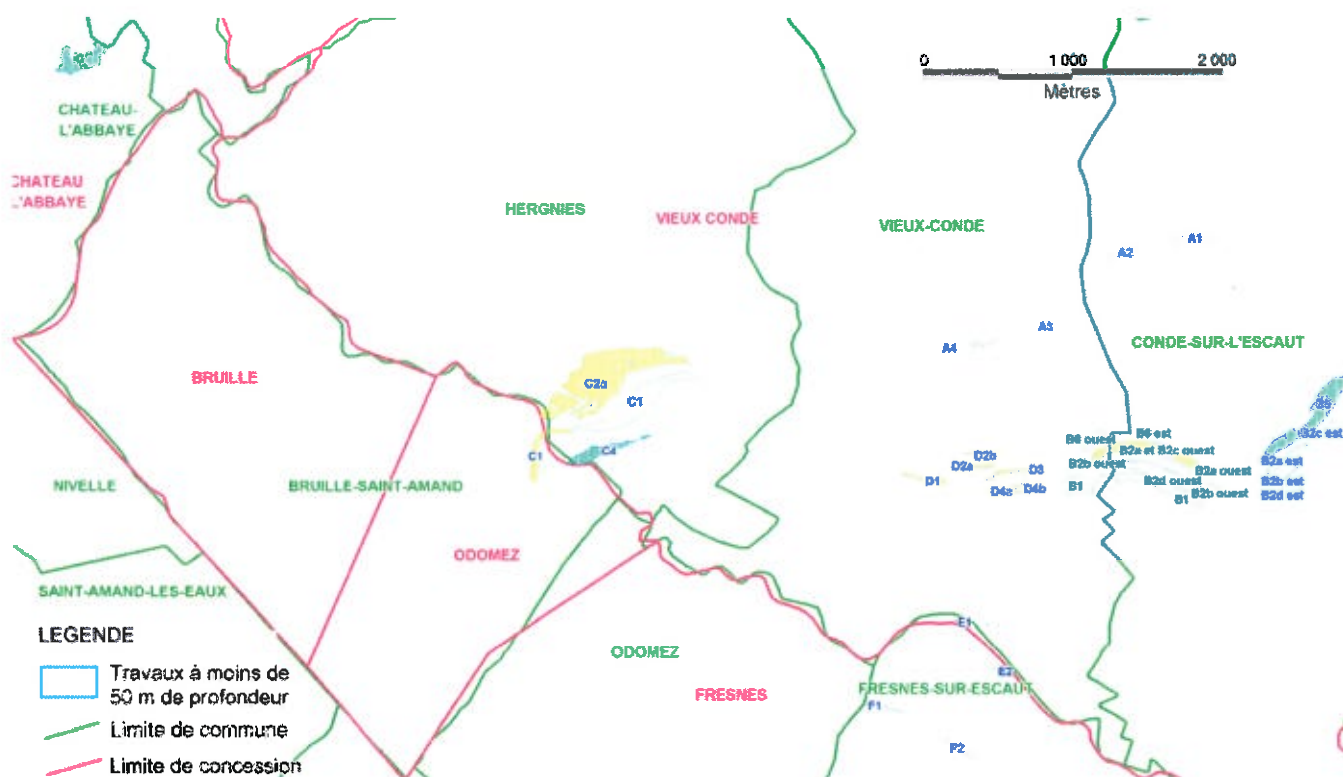 0 1 000 2 000
Mètres
CHATEAU-
L'ABBAYE
CHATEAU
L'ABBAYE
HERGNIES
VIEUX CONDE
VIEUX-CONDE
A1
A2
A3
A4
CONDE-SUR-L'ESCAUT
BRUILLE
C2a
C1
C1
C4
B6 ouest
B6 est
B2c est
B2a et B2c ouest
B2b ouest
B2a ouest
B2a est
D2b
D2a
D3
D1
D4a
D4b
B1
B2d ouest
B2b est
B1
B2b ouest
B2d est
NIVELLE
BRUILLE-SAINT-AMAND
ODOMEZ
SAINT-AMAND-LES-EAUX
E1
ODOMEZ
E2
FRESNES
FRESNES-SUR-ESCAUT
F1
F2
LEGENDE
Travaux à moins de
50 m de profondeur
Limite de commune
Limite de concession